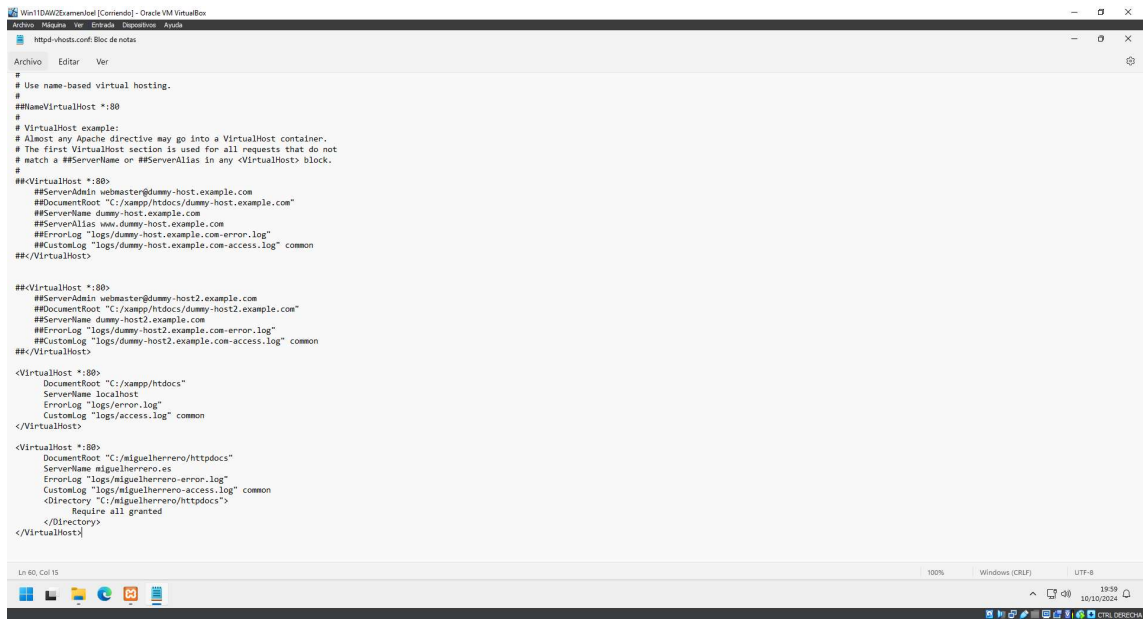 Win11DAW2ExamenJoel [Corriendo] - Oracle VM VirtualBox
Archivo Máquina Ver Entrada Dispositivos Ayuda
httpd-vhosts.conf: Bloc de notas
Archivo Editar Ver
#
# Use name-based virtual hosting.
#
##NameVirtualHost *:80
#
# VirtualHost example:
# Almost any Apache directive may go into a VirtualHost container.
# The first VirtualHost section is used for all requests that do not
# match a ##ServerName or ##ServerAlias in any <VirtualHost> block.
#
##<VirtualHost *:80>
##ServerAdmin webmaster@dummy-host.example.com
##DocumentRoot "C:/xampp/htdocs/dummy-host.example.com"
##ServerName dummy-host.example.com
##ServerAlias www.dummy-host.example.com
##ErrorLog "logs/dummy-host.example.com-error.log"
##CustomLog "logs/dummy-host.example.com-access.log" common
##</VirtualHost>
##<VirtualHost *:80>
##ServerAdmin webmaster@dummy-host2.example.com
##DocumentRoot "C:/xampp/htdocs/dummy-host2.example.com"
##ServerName dummy-host2.example.com
##ErrorLog "logs/dummy-host2.example.com-error.log"
##CustomLog "logs/dummy-host2.example.com-access.log" common
##</VirtualHost>
<VirtualHost *:80>
DocumentRoot "C:/xampp/htdocs"
ServerName localhost
ErrorLog "logs/error.log"
CustomLog "logs/access.log" common
</VirtualHost>
<VirtualHost *:80>
DocumentRoot "C:/miguelherrero/httpdocs"
ServerName miguelherrero.es
ErrorLog "logs/miguelherrero-error.log"
CustomLog "logs/miguelherrero-access.log" common
<Directory "C:/miguelherrero/httpdocs">
Require all granted
</Directory>
</VirtualHost>
Ln 60, Col 15 100% Windows (CRLF) UTF-8
19:59
10/10/2024
CTRL DERECHA